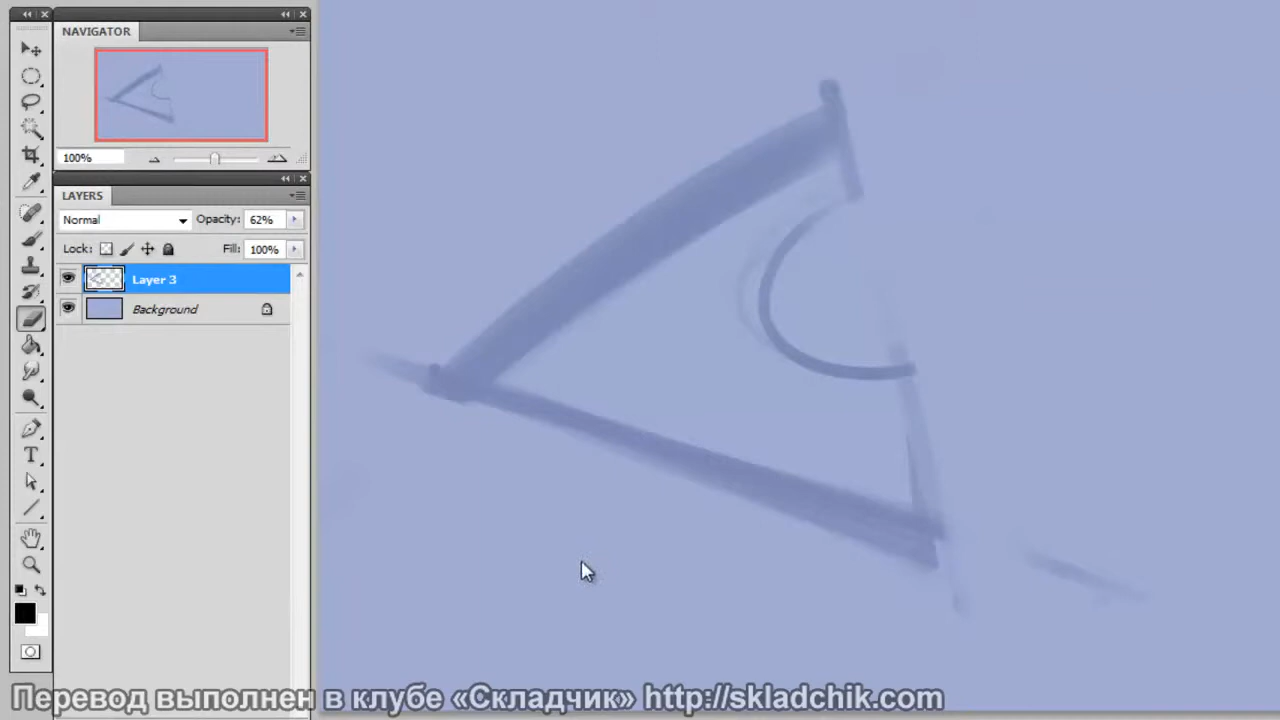 NAVIGATOR
100%
LAYERS
Normal Opacity: 62%
Lock: Fill: 100%
Layer 3
Background
T
Перевод выполнен в клубе «Складчик» http://skladchik.com